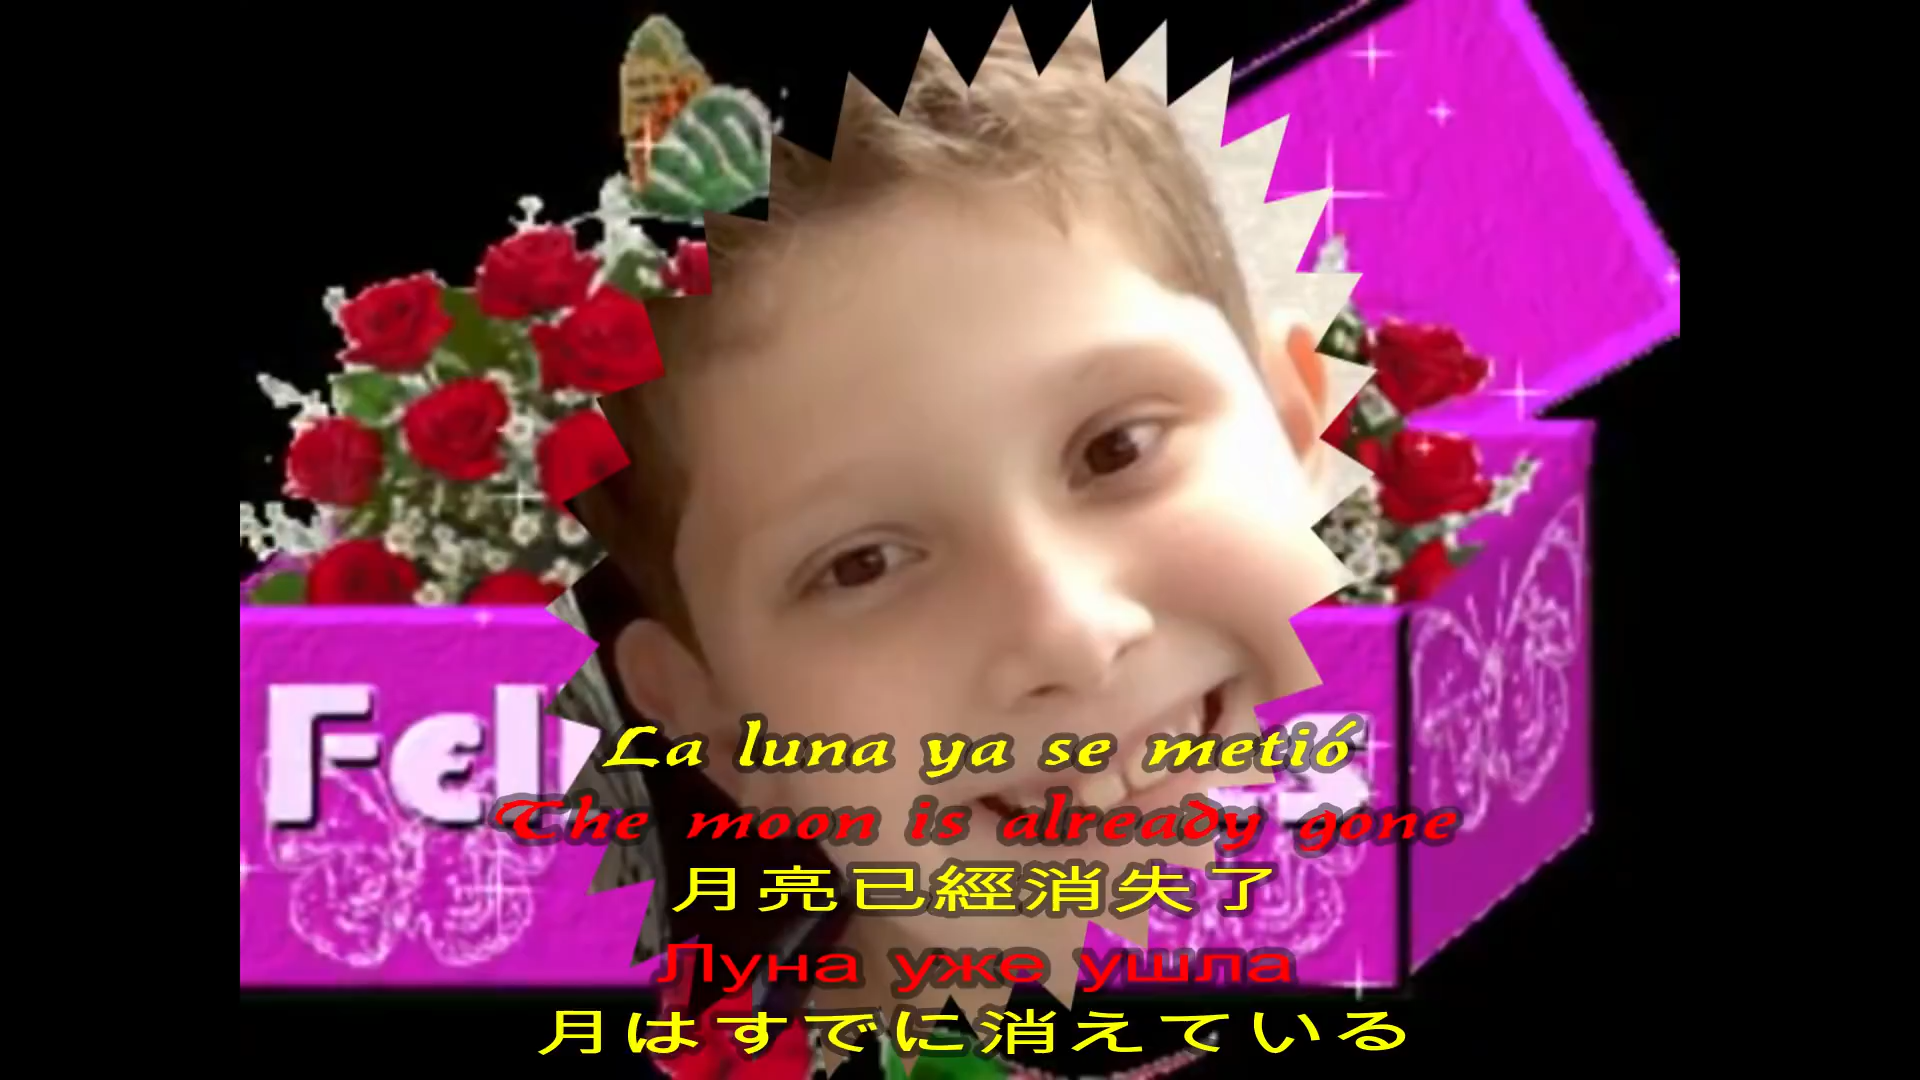 Feli
s
La luna ya se metió
The moon is already gone
月亮已經消失了
Луна уже ушла
月はすでに消えている